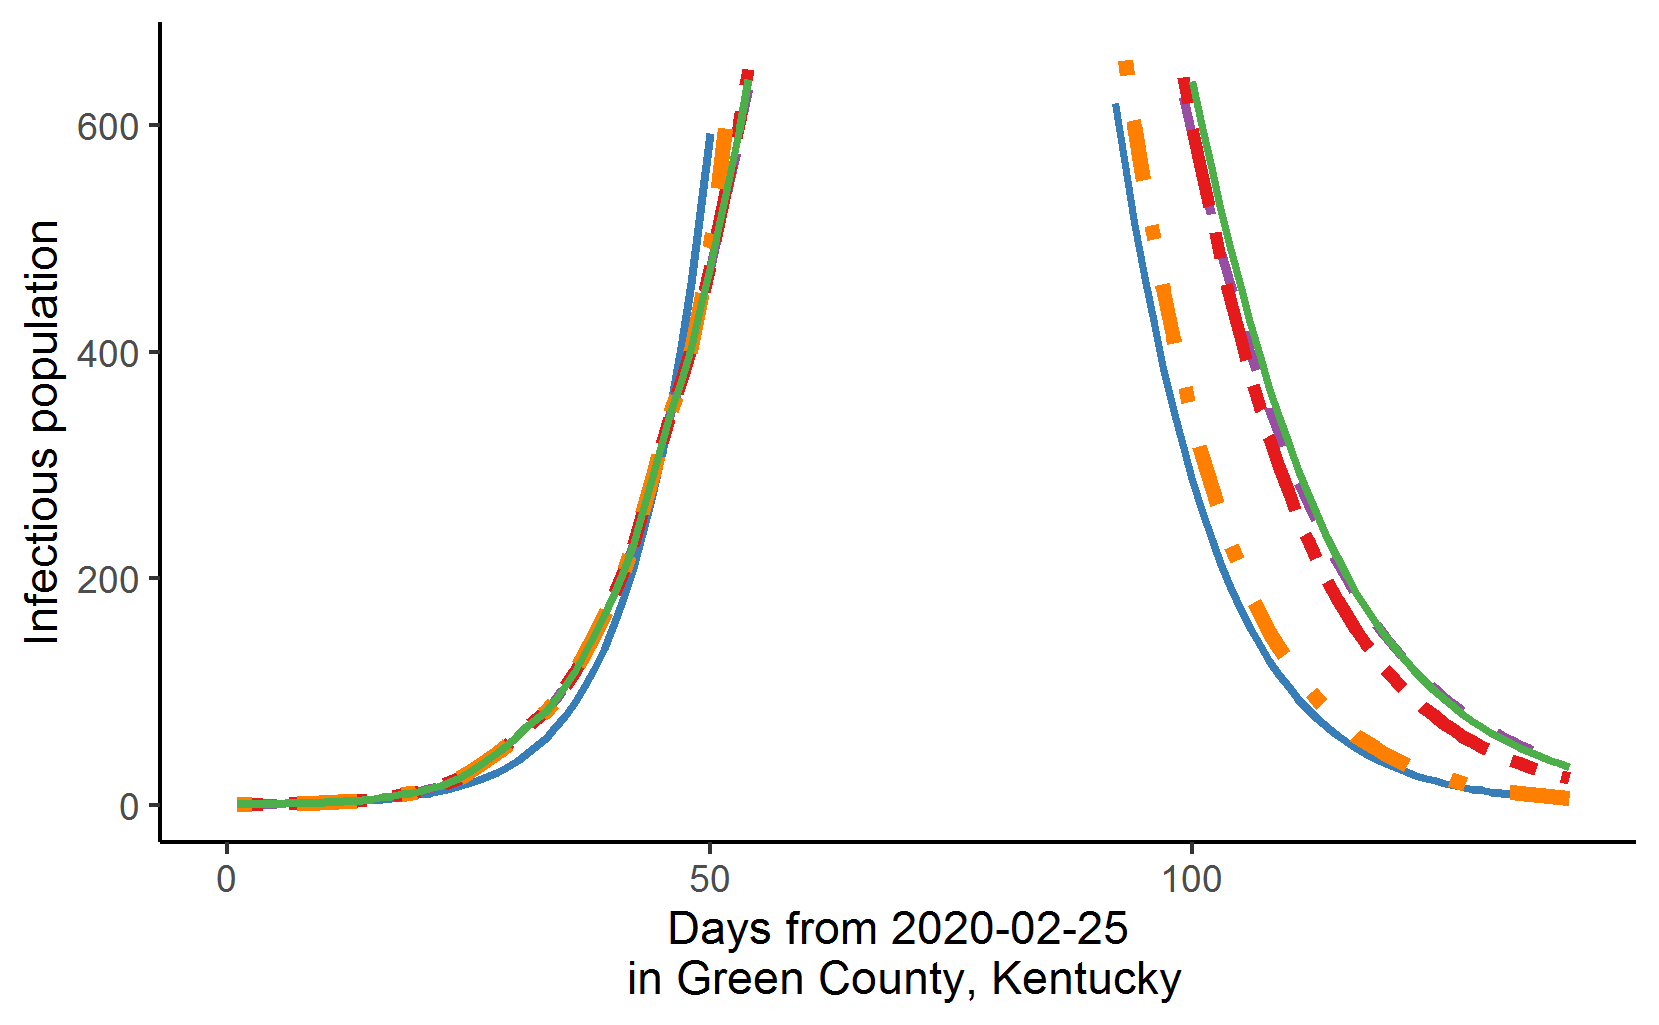 Infectious population
600
400
200
0
0 50 100
Days from 2020-02-25
in Green County, Kentucky